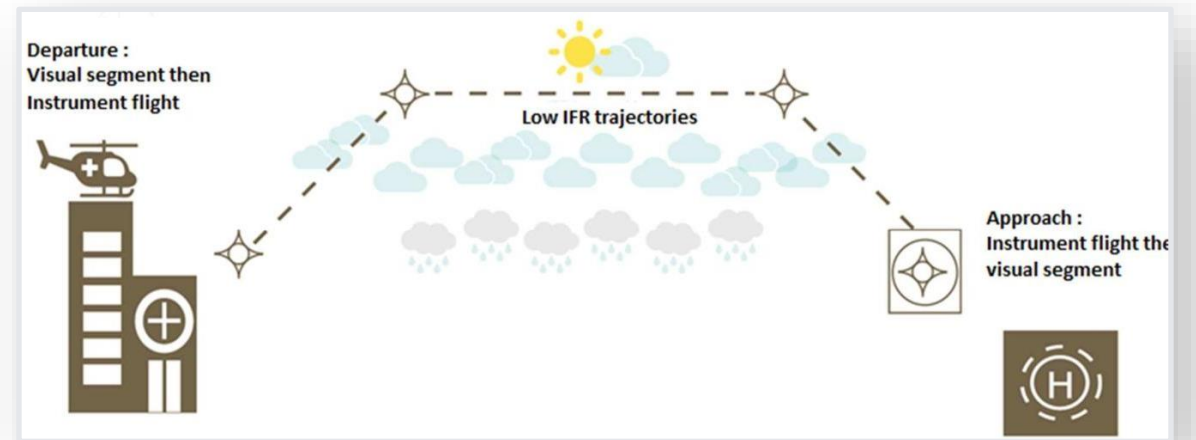 Departure :
Visual segment then
Instrument flight
Low IFR trajectories
Approach :
Instrument flight the
visual segment
H